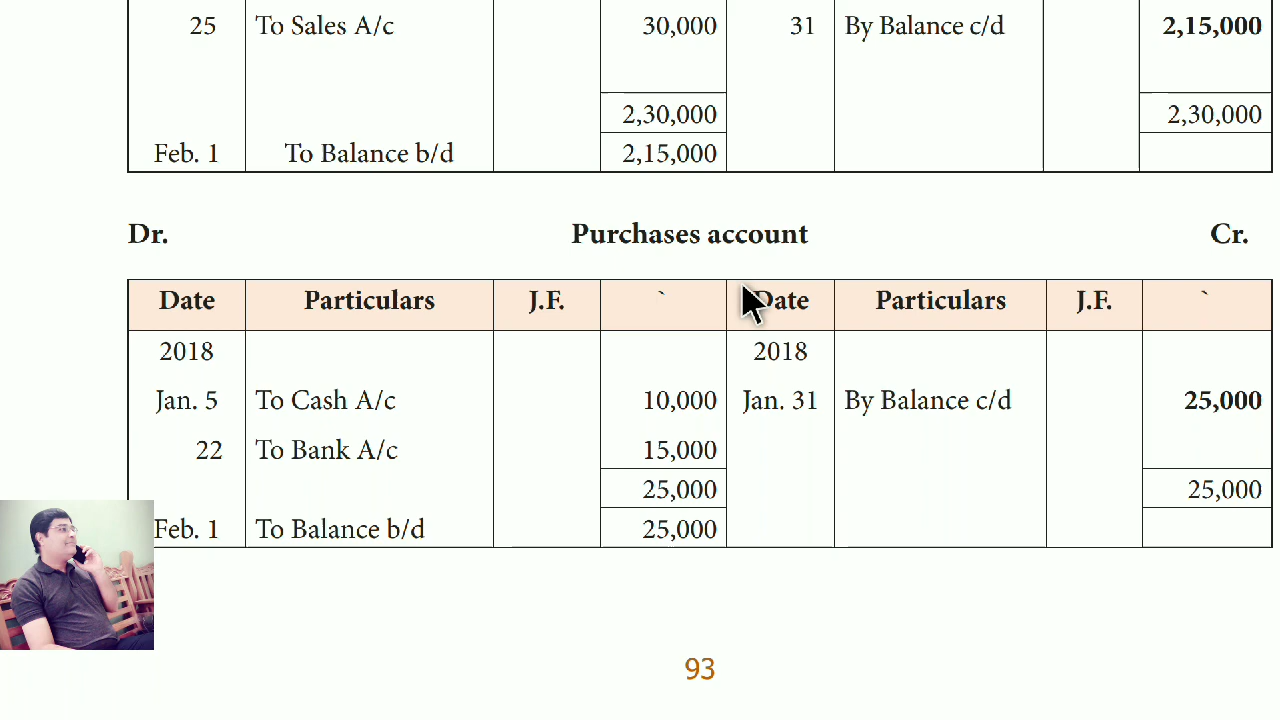 25 To Sales A/c 30,000 31 By Balance c/d 2,15,000
2,30,000 2,30,000
Feb. 1 To Balance b/d 2,15,000
Dr. Purchases account Cr.
Date Particulars J.F. ` Date Particulars J.F. `
2018 2018
Jan. 5 To Cash A/c 10,000 Jan. 31 By Balance c/d 25,000
22 To Bank A/c 15,000
25,000 25,000
Feb. 1 To Balance b/d 25,000
93